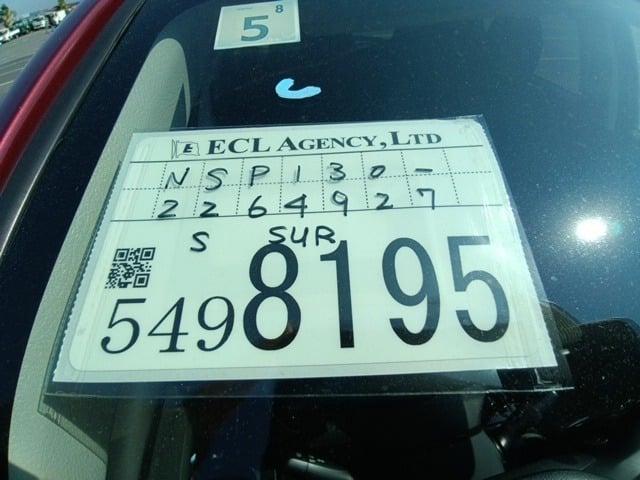 5 8
E ECL AGENCY, LTD
NSP130-
2264927
S SUR
5498195